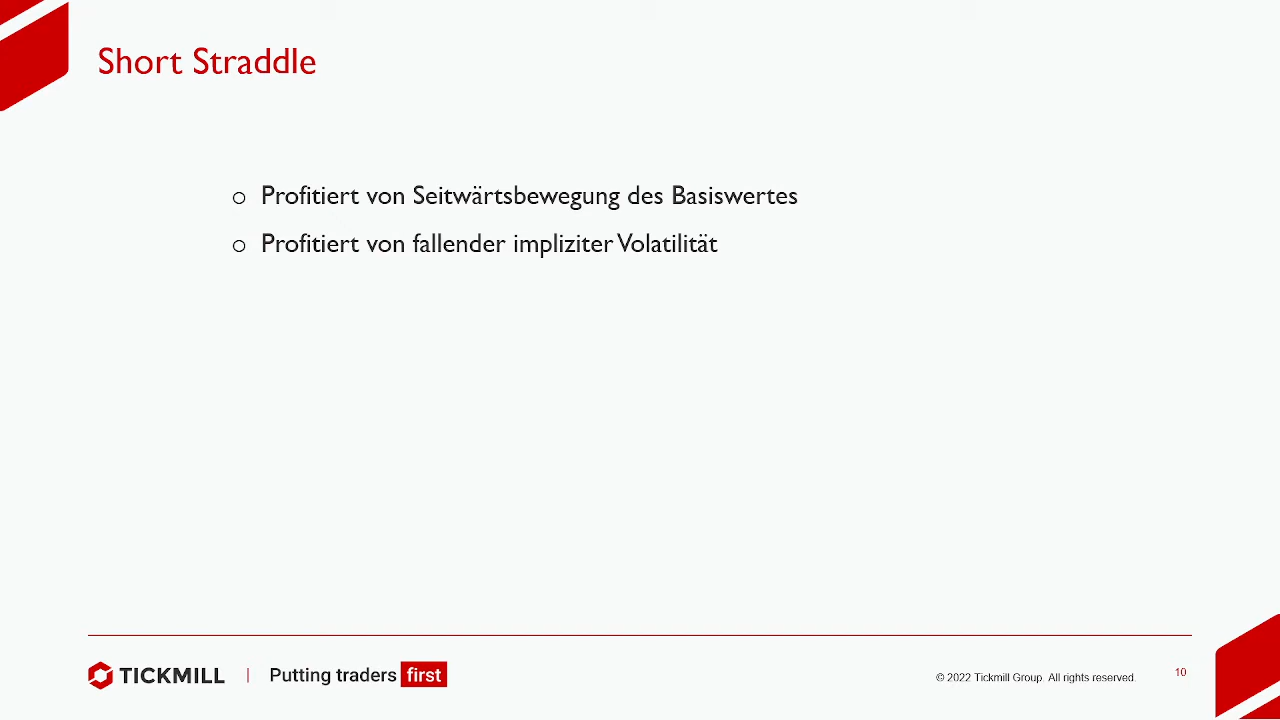 Short Straddle
o Profitiert von Seitwärtsbewegung des Basiswertes
o Profitiert von fallender impliziter Volatilität
TICKMILL | Putting traders first
© 2022 Tickmill Group. All rights reserved.
10